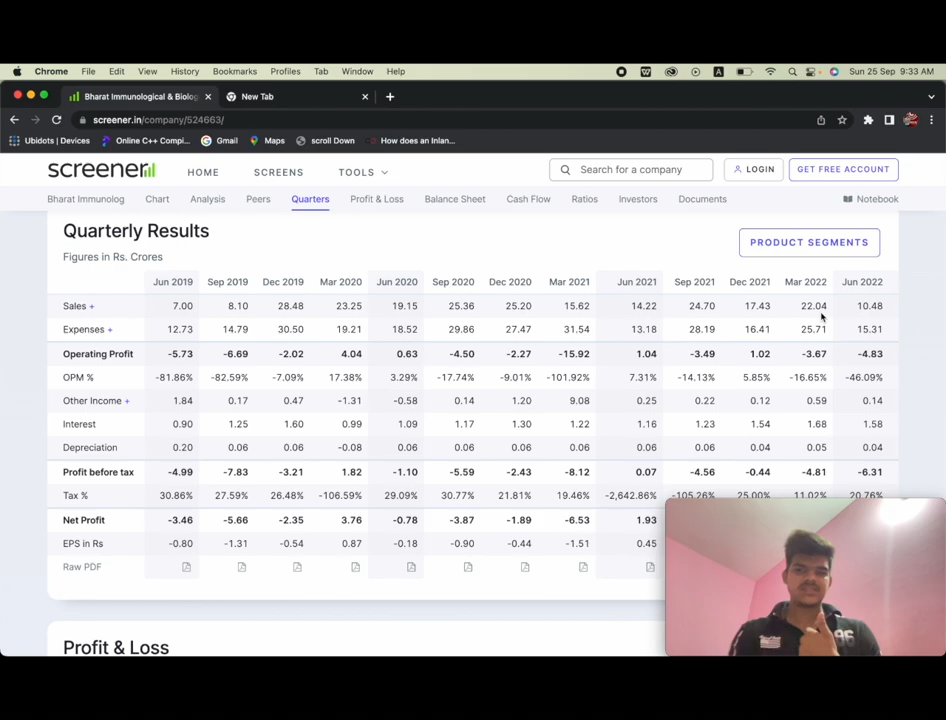 Chrome File Edit View History Bookmarks Profiles Tab Window Help W A Sun 25 Sep 9:33 AM
Bharat Immunological & Biolog × New Tab × +
screener.in/company/524663/
Ubidots | Devices Online C++ Compi... Gmail Maps scroll Down How does an Inlan...
screener HOME SCREENS TOOLS Search for a company LOGIN GET FREE ACCOUNT
Bharat Immunolog Chart Analysis Peers Quarters Profit & Loss Balance Sheet Cash Flow Ratios Investors Documents Notebook
Quarterly Results
PRODUCT SEGMENTS
Figures in Rs. Crores
Jun 2019 Sep 2019 Dec 2019 Mar 2020 Jun 2020 Sep 2020 Dec 2020 Mar 2021 Jun 2021 Sep 2021 Dec 2021 Mar 2022 Jun 2022
Sales + 7.00 8.10 28.48 23.25 19.15 25.36 25.20 15.62 14.22 24.70 17.43 22.04 10.48
Expenses + 12.73 14.79 30.50 19.21 18.52 29.86 27.47 31.54 13.18 28.19 16.41 25.71 15.31
Operating Profit -5.73 -6.69 -2.02 4.04 0.63 -4.50 -2.27 -15.92 1.04 -3.49 1.02 -3.67 -4.83
OPM % -81.86% -82.59% -7.09% 17.38% 3.29% -17.74% -9.01% -101.92% 7.31% -14.13% 5.85% -16.65% -46.09%
Other Income + 1.84 0.17 0.47 -1.31 -0.58 0.14 1.20 9.08 0.25 0.22 0.12 0.59 0.14
Interest 0.90 1.25 1.60 0.99 1.09 1.17 1.30 1.22 1.16 1.23 1.54 1.68 1.58
Depreciation 0.20 0.06 0.06 -0.08 0.06 0.06 0.06 0.06 0.06 0.06 0.04 0.05 0.04
Profit before tax -4.99 -7.83 -3.21 1.82 -1.10 -5.59 -2.43 -8.12 0.07 -4.56 -0.44 -4.81 -6.31
Tax % 30.86% 27.59% 26.48% -106.59% 29.09% 30.77% 21.81% 19.46% -2,642.86% -105.26% 25.00% 11.02% 20.76%
Net Profit -3.46 -5.66 -2.35 3.76 -0.78 -3.87 -1.89 -6.53 1.93
EPS in Rs -0.80 -1.31 -0.54 0.87 -0.18 -0.90 -0.44 -1.51 0.45
Raw PDF
Profit & Loss